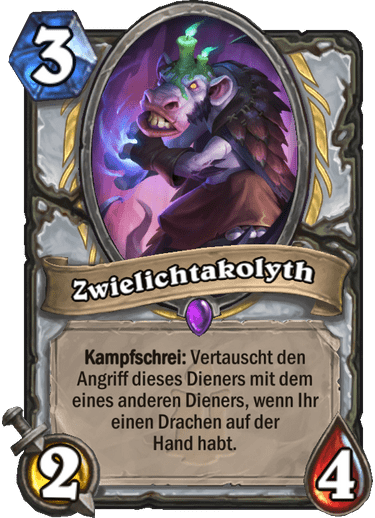 3
Zwielichtakolyth
Kampfschrei: Vertauscht den
Angriff dieses Dieners mit dem
eines anderen Dieners, wenn Ihr
einen Drachen auf der
Hand habt.
2
4